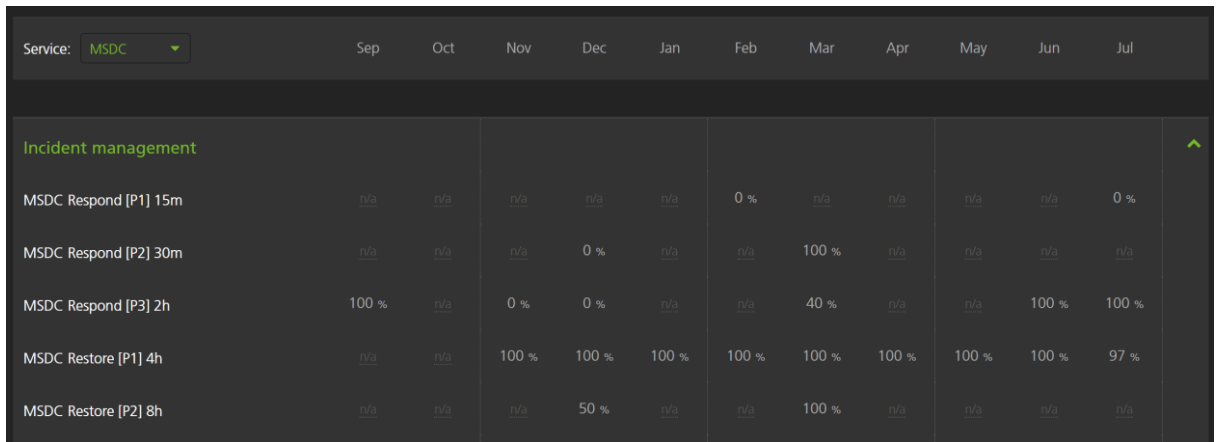 Service: MSDC Sep Oct Nov Dec Jan Feb Mar Apr May Jun Jul
Incident management
MSDC Respond [P1] 15m n/a n/a n/a n/a n/a 0 % n/a n/a n/a n/a 0 %
MSDC Respond [P2] 30m n/a n/a n/a 0 % n/a n/a 100 % n/a n/a n/a n/a
MSDC Respond [P3] 2h 100 % n/a 0 % 0 % n/a n/a 40 % n/a n/a 100 % 100 %
MSDC Restore [P1] 4h n/a n/a 100 % 100 % 100 % 100 % 100 % 100 % 100 % 100 % 97 %
MSDC Restore [P2] 8h n/a n/a n/a 50 % n/a n/a 100 % n/a n/a n/a n/a